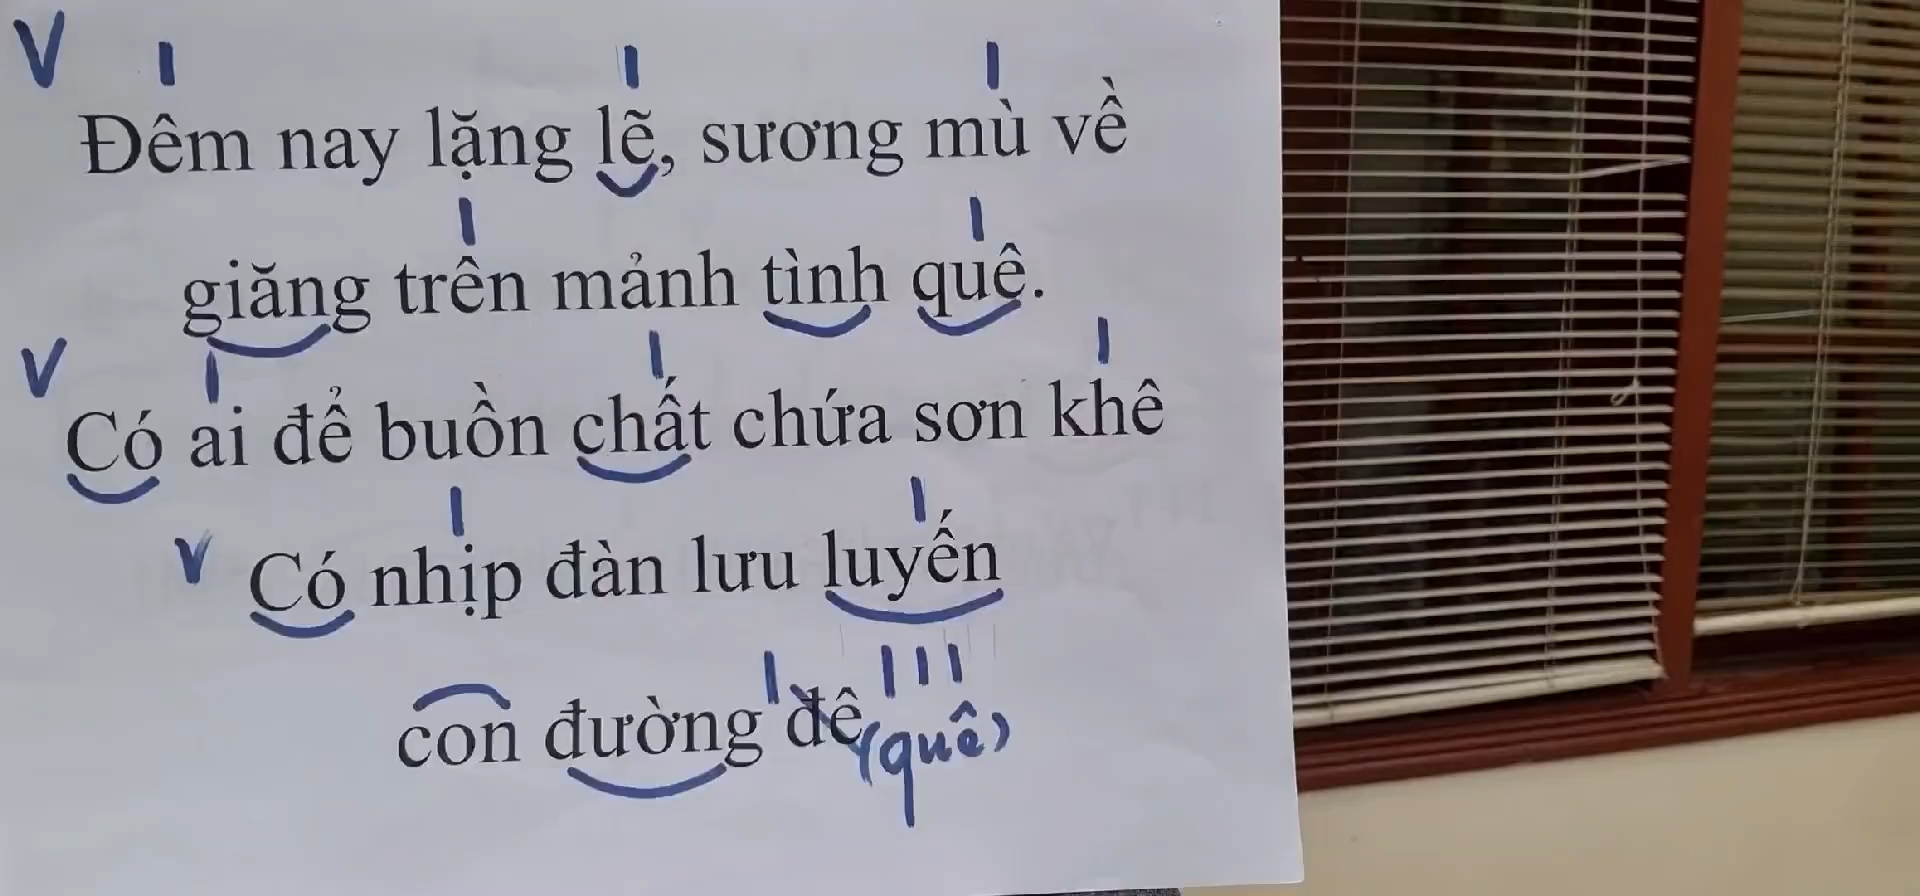 V
Đêm nay lặng lẽ, sương mù về
giăng trên mảnh tình quê.
V
Có ai để buồn chất chứa sơn khê
V Có nhịp đàn lưu luyến
con đường đê (quê)